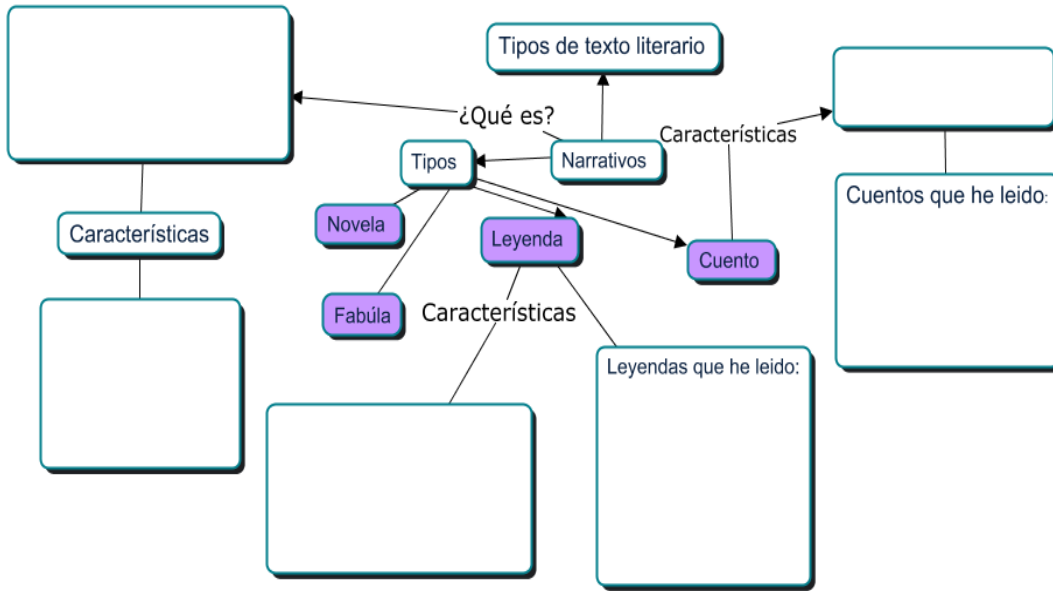 Tipos de texto literario
¿Qué es?
Característicás
Tipos
Narrativos
Cuentos que he leido:
Novela
Características
Leyenda
Cuento
Fabúla
Características
Leyendas que he leido: